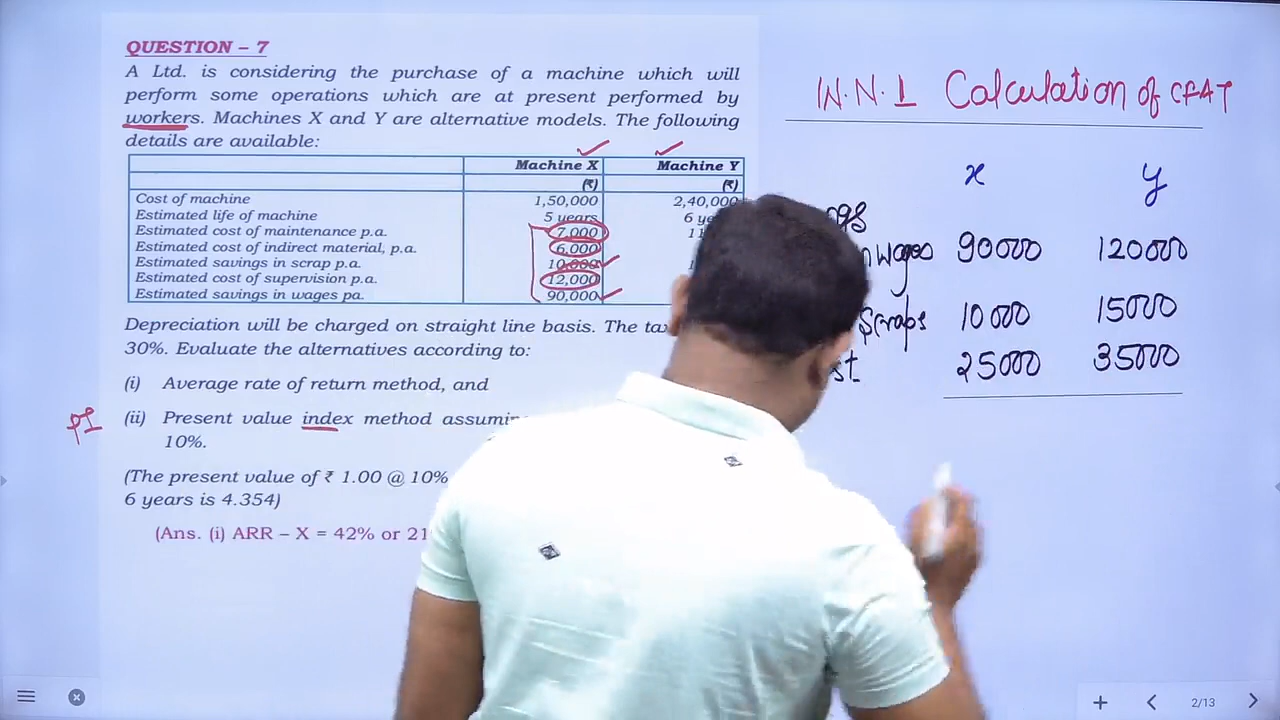 QUESTION – 7
A Ltd. is considering the purchase of a machine which will
perform some operations which are at present performed by
workers. Machines X and Y are alternative models. The following
details are available:
Machine X Machine Y
(₹) (₹)
Cost of machine 1,50,000 2,40,000
Estimated life of machine 5 years 6
Estimated cost of maintenance p.a. 7,000
Estimated cost of indirect material, p.a. 6,000
Estimated savings in scrap p.a. 10,000
Estimated cost of supervision p.a. 12,000
Estimated savings in wages pa. 90,000
Depreciation will be charged on straight line basis. The
30%. Evaluate the alternatives according to:
(i) Average rate of return method, and
PI (ii) Present value index method
10%.
(The present value of ₹ 1.00 @ 10%
6 years is 4.354)
(Ans. (i) ARR – X = 42% or 21
W.N.1 Calculation of CFAT
x y
wages 90000 120000
Scraps 10000 15000
25000 35000
2/13